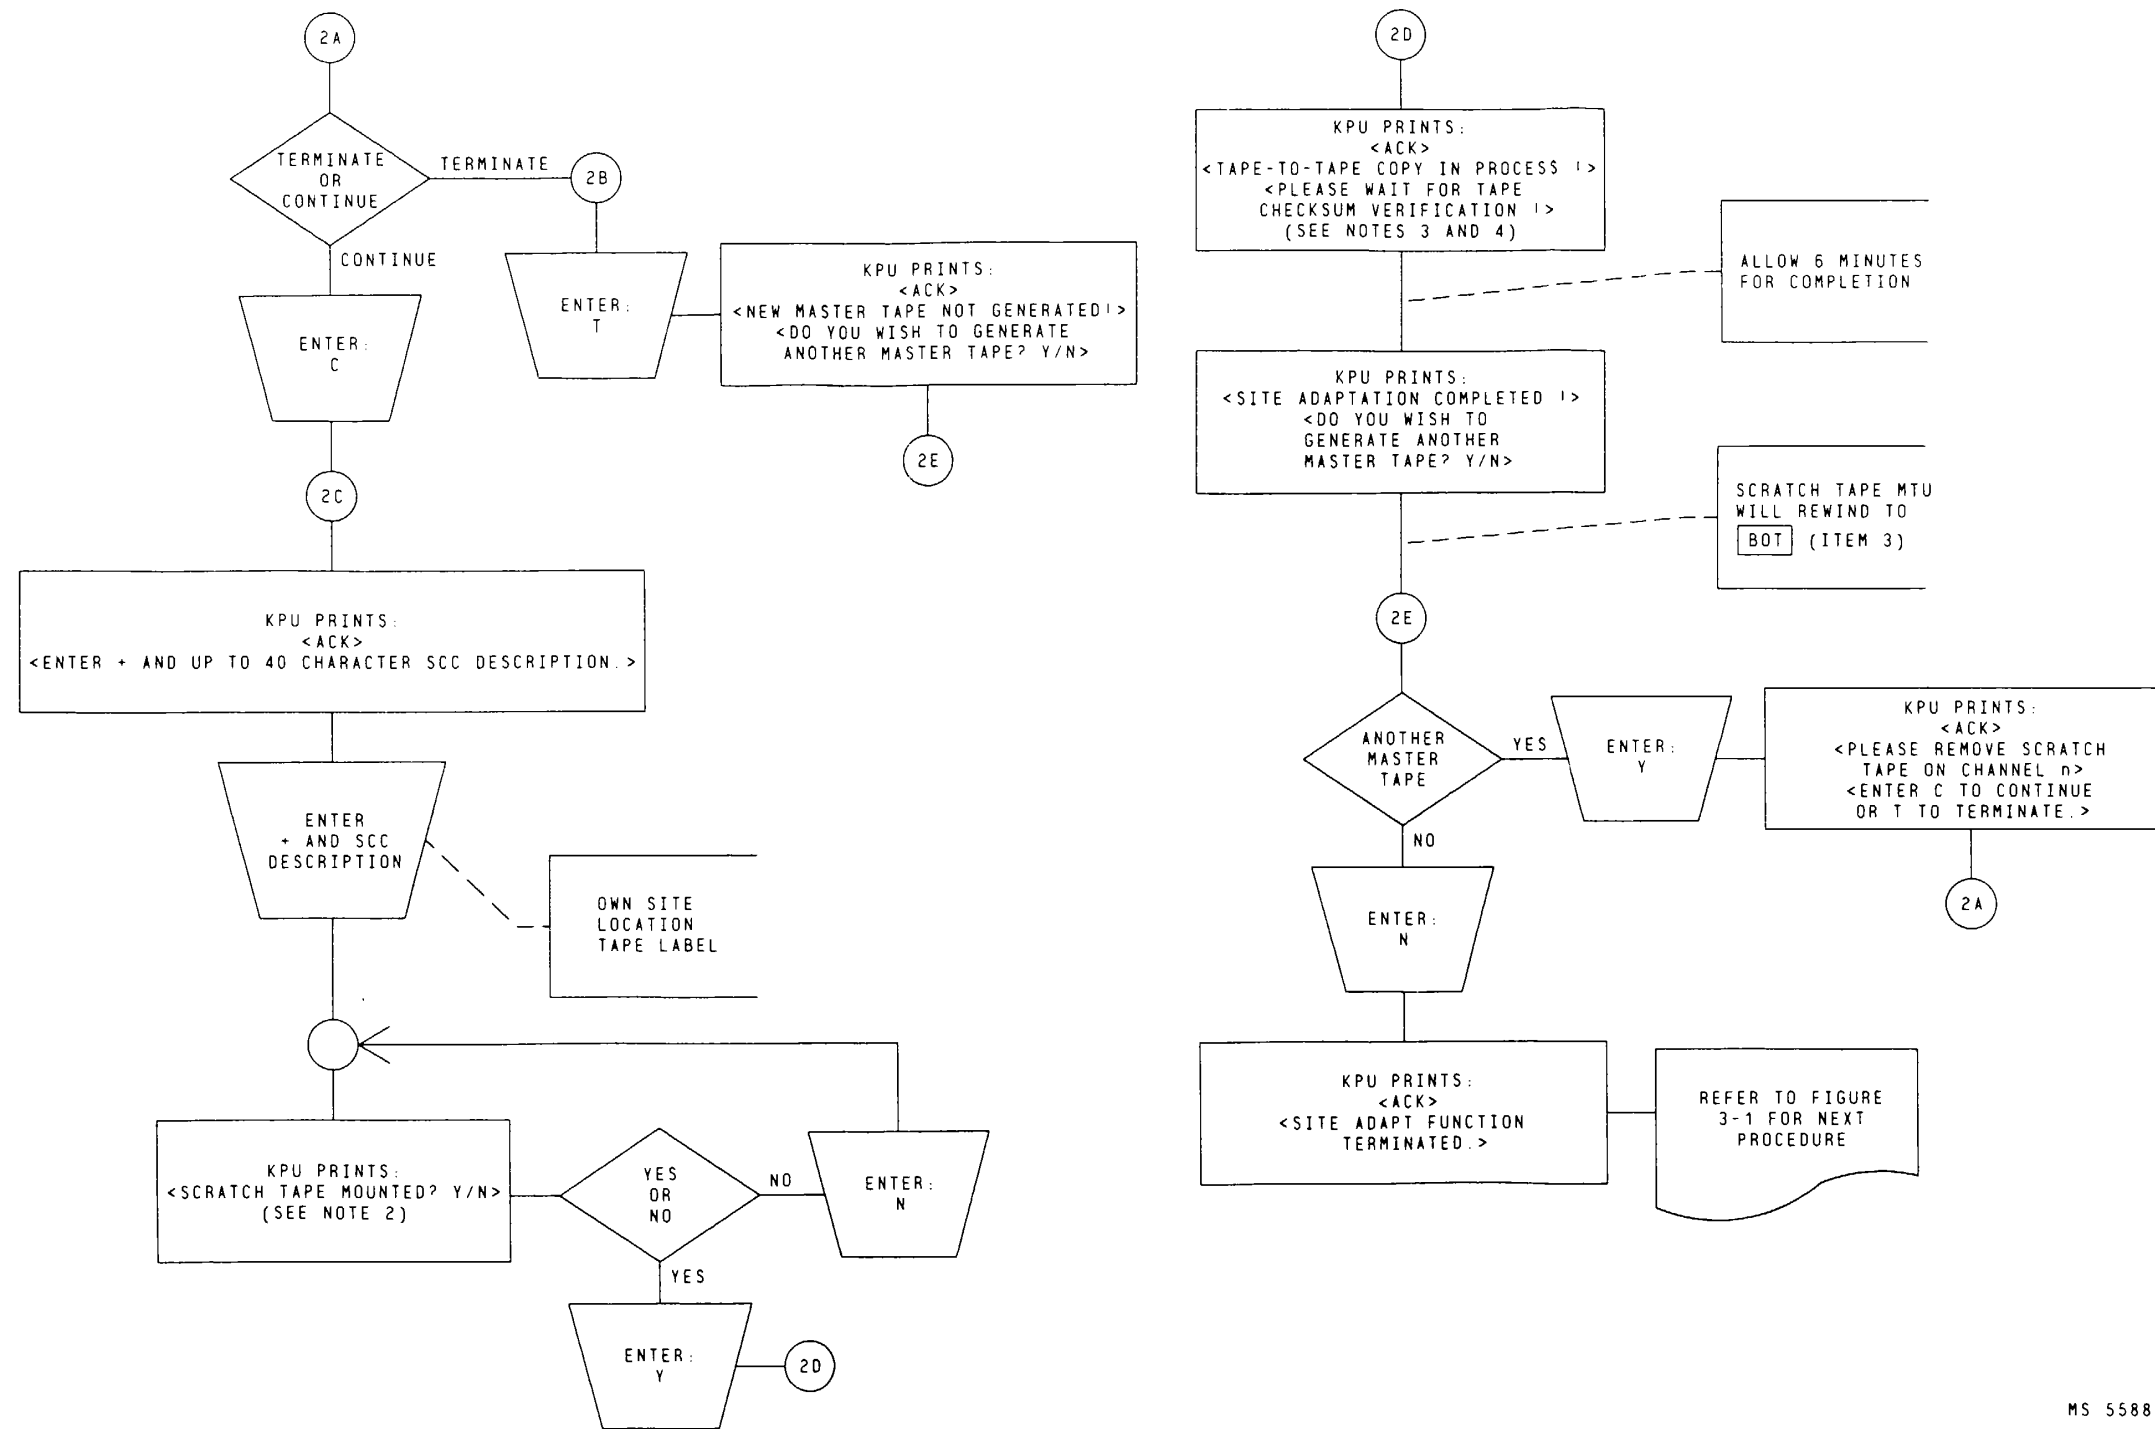 2A
TERMINATE
OR
CONTINUE
TERMINATE
2B
CONTINUE
ENTER:
C
ENTER:
T
KPU PRINTS:
<ACK>
<NEW MASTER TAPE NOT GENERATED!>
<DO YOU WISH TO GENERATE
ANOTHER MASTER TAPE? Y/N>
2E
2C
KPU PRINTS:
<ACK>
<ENTER + AND UP TO 40 CHARACTER SCC DESCRIPTION.>
ENTER
+ AND SCC
DESCRIPTION
OWN SITE
LOCATION
TAPE LABEL
KPU PRINTS:
<SCRATCH TAPE MOUNTED? Y/N>
(SEE NOTE 2)
YES
OR
NO
NO
ENTER:
N
YES
ENTER:
Y
2D
2D
KPU PRINTS:
<ACK>
<TAPE-TO-TAPE COPY IN PROCESS !>
<PLEASE WAIT FOR TAPE
CHECKSUM VERIFICATION !>
(SEE NOTES 3 AND 4)
ALLOW 6 MINUTES
FOR COMPLETION
KPU PRINTS:
<SITE ADAPTATION COMPLETED !>
<DO YOU WISH TO
GENERATE ANOTHER
MASTER TAPE? Y/N>
SCRATCH TAPE MTU
WILL REWIND TO
BOT (ITEM 3)
2E
ANOTHER
MASTER
TAPE
YES
ENTER:
Y
KPU PRINTS:
<ACK>
<PLEASE REMOVE SCRATCH
TAPE ON CHANNEL n>
<ENTER C TO CONTINUE
OR T TO TERMINATE.>
2A
NO
ENTER:
N
KPU PRINTS:
<ACK>
<SITE ADAPT FUNCTION
TERMINATED.>
REFER TO FIGURE
3-1 FOR NEXT
PROCEDURE
MS 5588